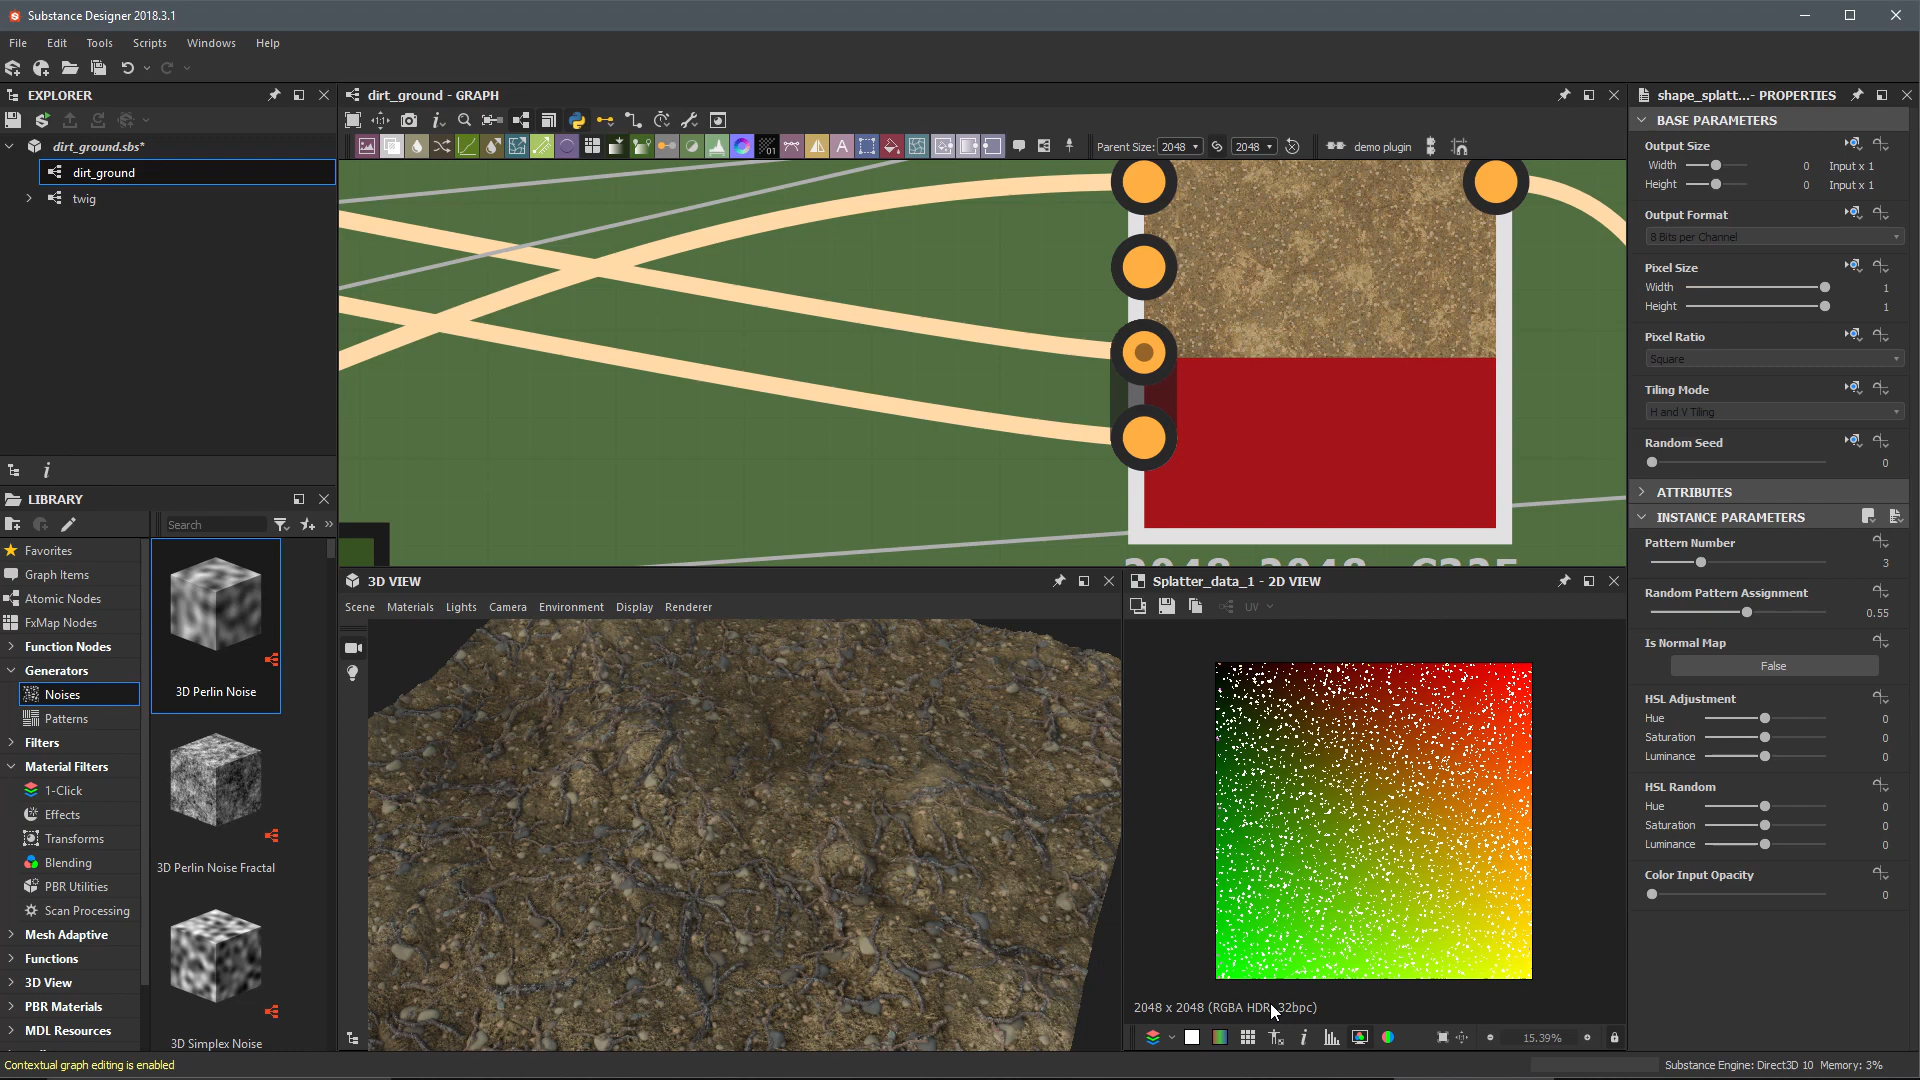 Substance Designer 2018.3.1
File Edit Tools Scripts Windows Help
EXPLORER
dirt_ground.sbs*
dirt_ground
twig
LIBRARY
Search
Favorites
Graph Items
Atomic Nodes
FxMap Nodes
Function Nodes
Generators
Noises
Patterns
Filters
Material Filters
1-Click
Effects
Transforms
Blending
PBR Utilities
Scan Processing
Mesh Adaptive
Functions
3D View
PBR Materials
MDL Resources
3D Perlin Noise
3D Perlin Noise Fractal
3D Simplex Noise
Contextual graph editing is enabled
dirt_ground - GRAPH
Parent Size: 2048 2048 demo plugin
3D VIEW
Scene Materials Lights Camera Environment Display Renderer
Splatter_data_1 - 2D VIEW
UV
2048 x 2048 (RGBA HDR, 32bpc)
15.39%
shape_splatt...- PROPERTIES
BASE PARAMETERS
Output Size
Width 0 Input x 1
Height 0 Input x 1
Output Format
8 Bits per Channel
Pixel Size
Width 1
Height 1
Pixel Ratio
Square
Tiling Mode
H and V Tiling
Random Seed
0
ATTRIBUTES
INSTANCE PARAMETERS
Pattern Number
3
Random Pattern Assignment
0.55
Is Normal Map
False
HSL Adjustment
Hue 0
Saturation 0
Luminance 0
HSL Random
Hue 0
Saturation 0
Luminance 0
Color Input Opacity
0
Substance Engine: Direct3D 10 Memory: 3%